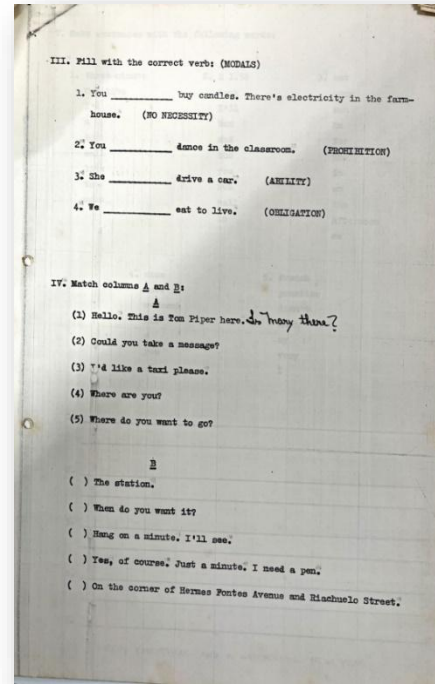 III. Fill with the correct verb: (MODALS)
1. You __________ buy candles. There's electricity in the farm-
house. (NO NECESSITY)
2. You __________ dance in the classroom. (PROHIBITION)
3. She __________ drive a car. (ABILITY)
4. We __________ eat to live. (OBLIGATION)
IV. Match columns A and B:
A
(1) Hello. This is Tom Piper here. Is Mary there?
(2) Could you take a message?
(3) I'd like a taxi please.
(4) Where are you?
(5) Where do you want to go?
B
( ) The station.
( ) When do you want it?
( ) Hang on a minute. I'll see.
( ) Yes, of course. Just a minute. I need a pen.
( ) On the corner of Hermes Fontes Avenue and Riachuelo Street.